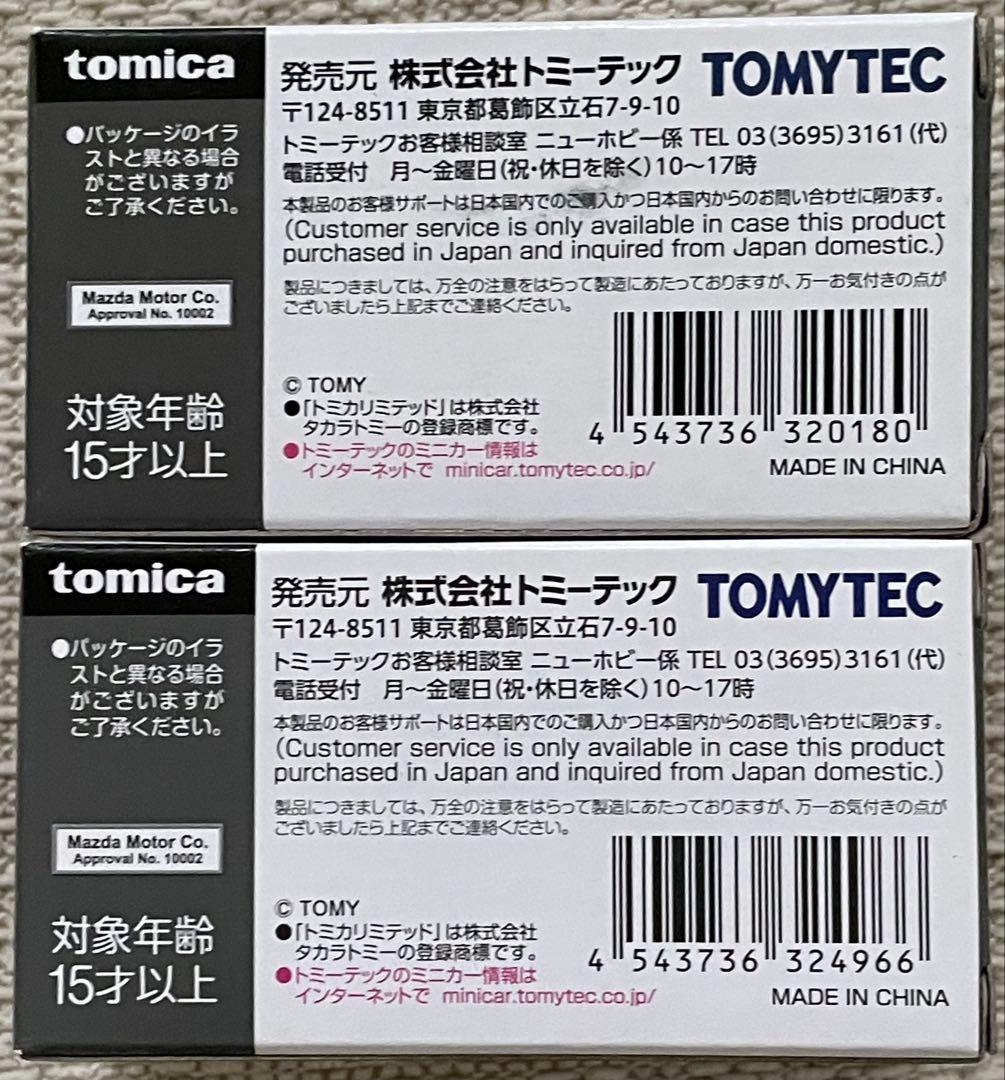 tomica
●パッケージのイラ
ストと異なる場合
がございますが
ご了承ください。
Mazda Motor Co.
Approval No. 10002
対象年齢
15才以上
発売元 株式会社トミーテック TOMYTEC
〒124-8511 東京都葛飾区立石7-9-10
トミーテックお客様相談室 ニューホビー係 TEL 03(3695)3161(代)
電話受付 月〜金曜日(祝・休日を除く)10〜17時
本製品のお客様サポートは日本国内でのご購入かつ日本国内からのお問い合わせに限ります。
(Customer service is only available in case this product
purchased in Japan and inquired from Japan domestic.)
製品につきましては、万全の注意をはらって製造にあたっておりますが、万一お気付きの点が
ございましたら上記までご連絡ください。
© TOMY
●「トミカリミテッド」は株式会社
タカラトミーの登録商標です。
●トミーテックのミニカー情報は
インターネットで minicar.tomytec.co.jp/
4 543736 320180
MADE IN CHINA
tomica
●パッケージのイラ
ストと異なる場合
がございますが
ご了承ください。
Mazda Motor Co.
Approval No. 10002
対象年齢
15才以上
発売元 株式会社トミーテック TOMYTEC
〒124-8511 東京都葛飾区立石7-9-10
トミーテックお客様相談室 ニューホビー係 TEL 03(3695)3161(代)
電話受付 月〜金曜日(祝・休日を除く)10〜17時
本製品のお客様サポートは日本国内でのご購入かつ日本国内からのお問い合わせに限ります。
(Customer service is only available in case this product
purchased in Japan and inquired from Japan domestic.)
製品につきましては、万全の注意をはらって製造にあたっておりますが、万一お気付きの点が
ございましたら上記までご連絡ください。
© TOMY
●「トミカリミテッド」は株式会社
タカラトミーの登録商標です。
●トミーテックのミニカー情報は
インターネットで minicar.tomytec.co.jp/
4 543736 324966
MADE IN CHINA